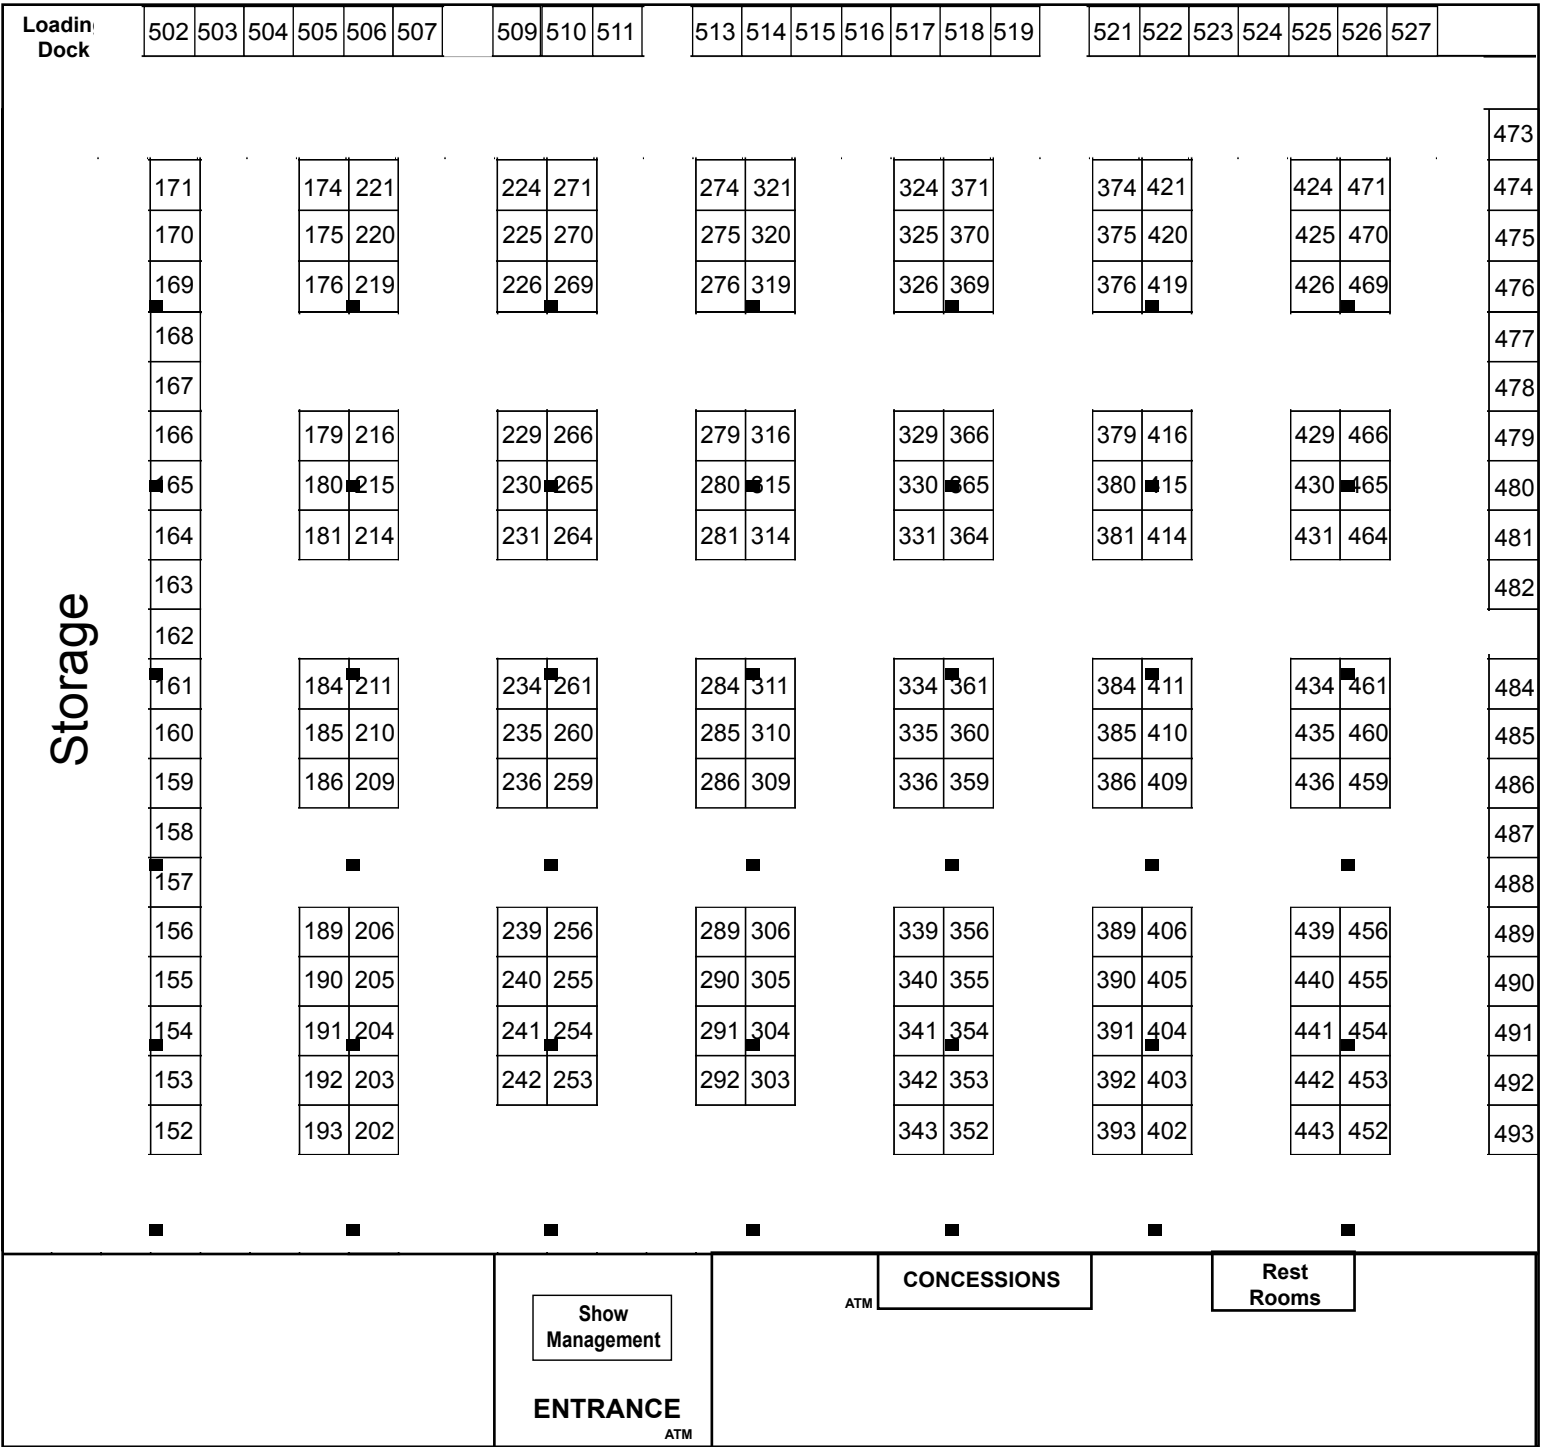 Loadin
Dock
502 503 504 505 506 507 509 510 511 513 514 515 516 517 518 519 521 522 523 524 525 526 527
473
171 174 221 224 271 274 321 324 371 374 421 424 471 474
170 175 220 225 270 275 320 325 370 375 420 425 470 475
169 176 219 226 269 276 319 326 369 376 419 426 469 476
168 477
167 478
166 179 216 229 266 279 316 329 366 379 416 429 466 479
165 180 215 230 265 280 315 330 365 380 415 430 465 480
164 181 214 231 264 281 314 331 364 381 414 431 464 481
163 482
162
Storage
161 184 211 234 261 284 311 334 361 384 411 434 461 484
160 185 210 235 260 285 310 335 360 385 410 435 460 485
159 186 209 236 259 286 309 336 359 386 409 436 459 486
158 487
157 488
156 189 206 239 256 289 306 339 356 389 406 439 456 489
155 190 205 240 255 290 305 340 355 390 405 440 455 490
154 191 204 241 254 291 304 341 354 391 404 441 454 491
153 192 203 242 253 292 303 342 353 392 403 442 453 492
152 193 202 343 352 393 402 443 452 493
CONCESSIONS
Rest
Rooms
ATM
Show
Management
ENTRANCE
ATM